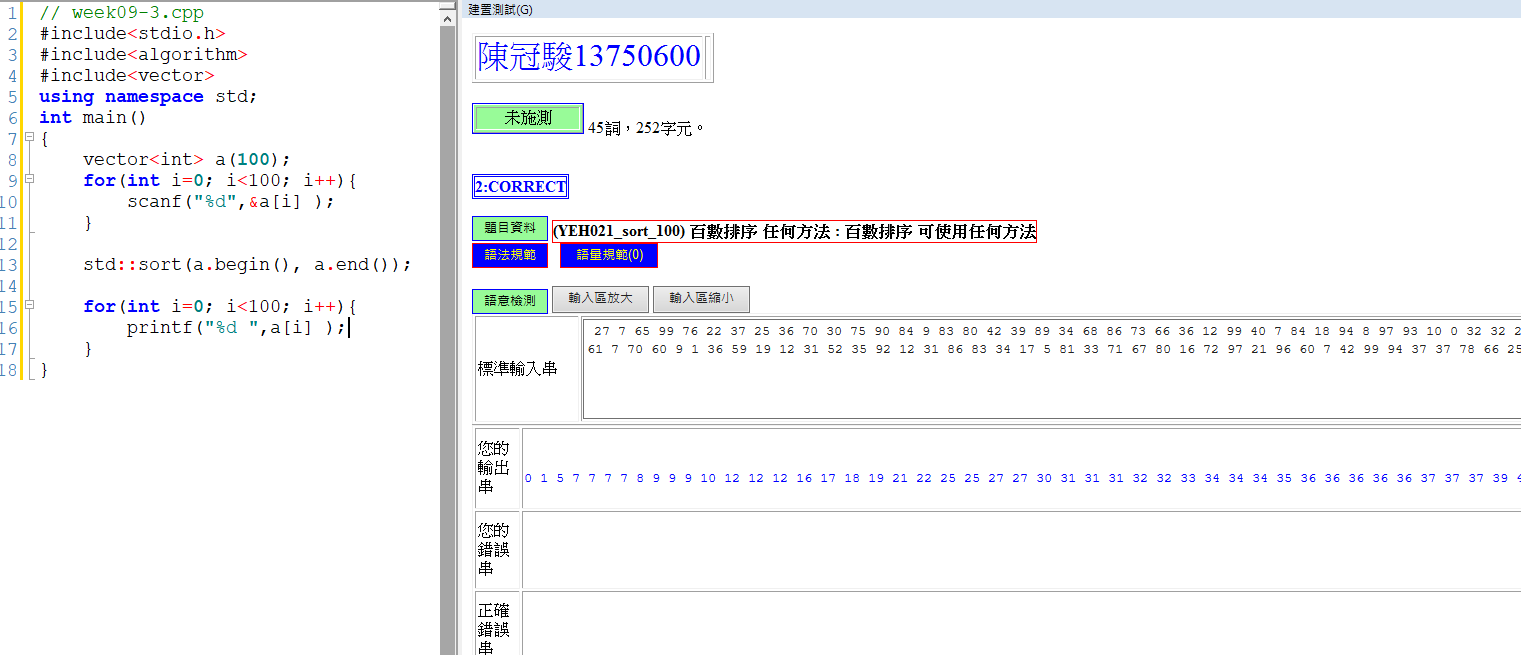 1 // week09-3.cpp
2 #include<stdio.h>
3 #include<algorithm>
4 #include<vector>
5 using namespace std;
6 int main()
7 {
8 vector<int> a(100);
9 for(int i=0; i<100; i++){
10 scanf("%d",&a[i] );
11 }
12
13 std::sort(a.begin(), a.end());
14
15 for(int i=0; i<100; i++){
16 printf("%d ",a[i] );
17 }
18 }
建置測試(G)
陳冠駿13750600
未施測 45詞，252字元。
2:CORRECT
題目資料 (YEH021_sort_100) 百數排序 任何方法 : 百數排序 可使用任何方法
語法規範 語量規範(0)
語意檢測 輸入區放大 輸入區縮小
標準輸入串
27 7 65 99 76 22 37 25 36 70 30 75 90 84 9 83 80 42 39 89 34 68 86 73 66 36 12 99 40 7 84 18 94 8 97 93 10 0 32 32 2
61 7 70 60 9 1 36 59 19 12 31 52 35 92 12 31 86 83 34 17 5 81 33 71 67 80 16 72 97 21 96 60 7 42 99 94 37 37 78 66 25
您的
輸出
串
0 1 5 7 7 7 7 8 9 9 9 10 12 12 12 16 17 18 19 21 22 25 25 27 27 30 31 31 31 32 32 33 34 34 34 35 36 36 36 36 36 37 37 37 39 4
您的
錯誤
串
正確
錯誤
串